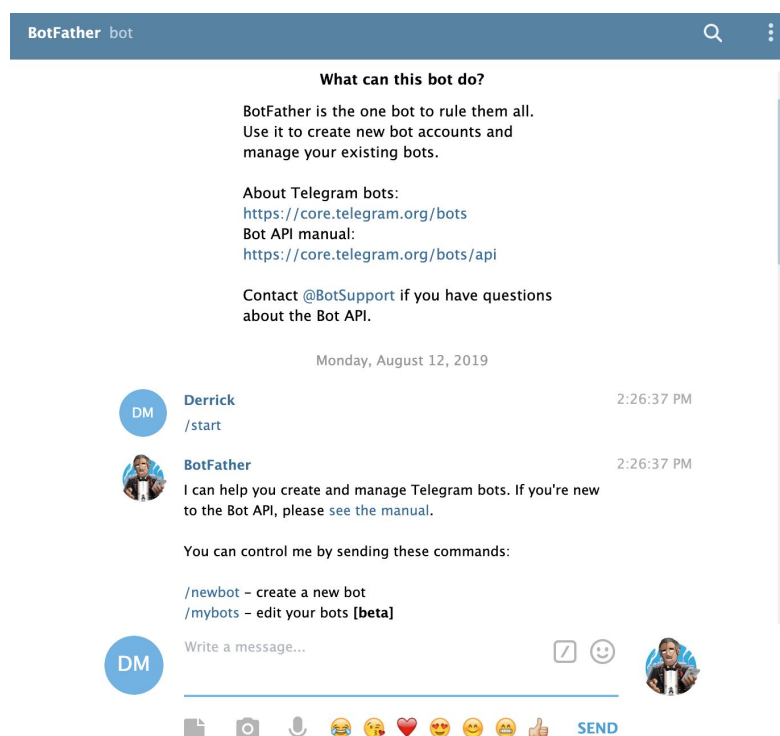 BotFather bot
What can this bot do?
BotFather is the one bot to rule them all.
Use it to create new bot accounts and
manage your existing bots.
About Telegram bots:
https://core.telegram.org/bots
Bot API manual:
https://core.telegram.org/bots/api
Contact @BotSupport if you have questions
about the Bot API.
Monday, August 12, 2019
DM
Derrick 2:26:37 PM
/start
BotFather 2:26:37 PM
I can help you create and manage Telegram bots. If you're new
to the Bot API, please see the manual.
You can control me by sending these commands:
/newbot – create a new bot
/mybots – edit your bots [beta]
DM
Write a message...
SEND